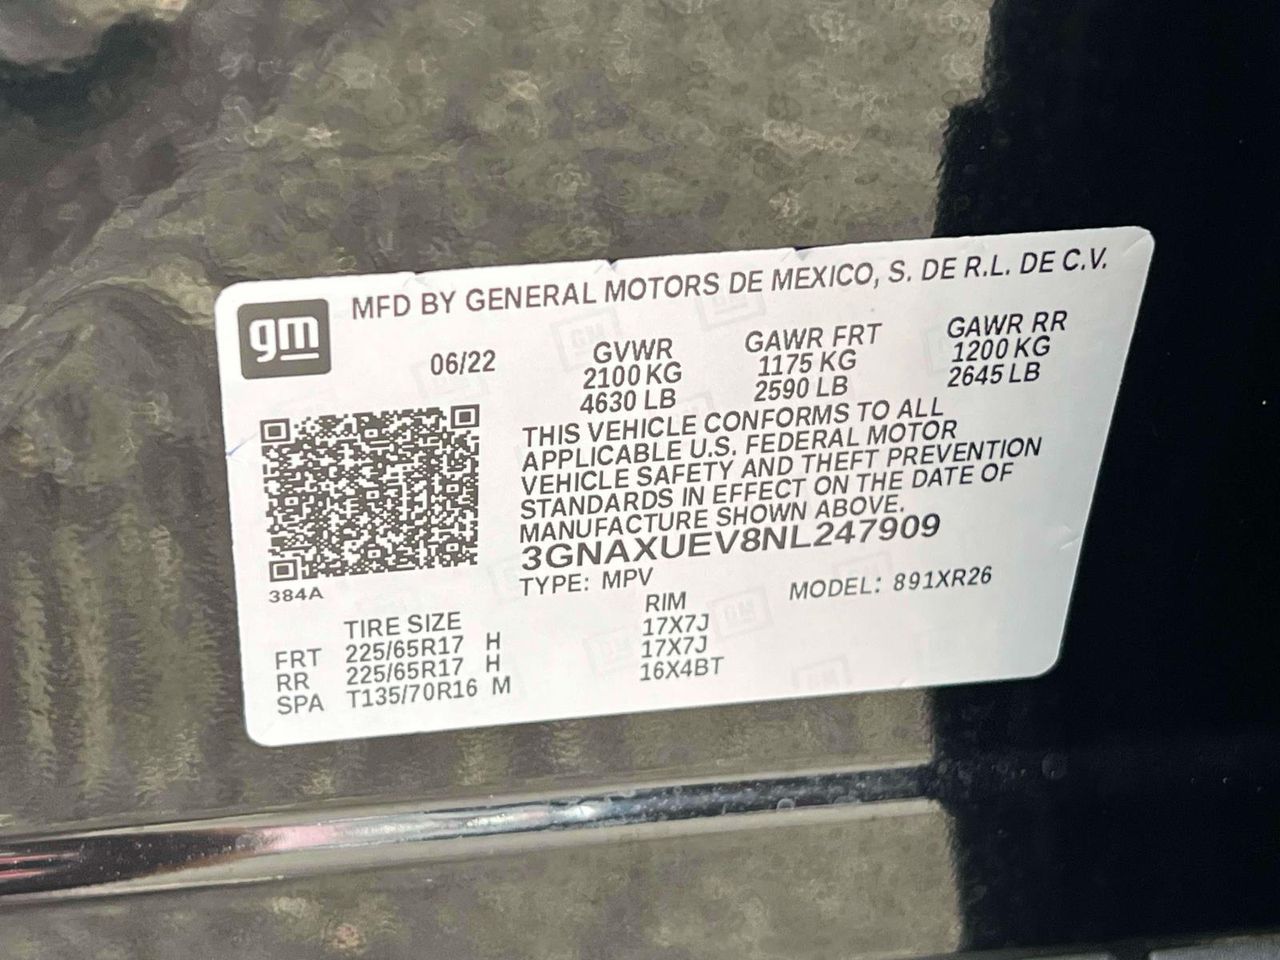 gm
MFD BY GENERAL MOTORS DE MEXICO, S. DE R.L. DE C.V.
06/22
GVWR
2100 KG
4630 LB
GAWR FRT
1175 KG
2590 LB
GAWR RR
1200 KG
2645 LB
THIS VEHICLE CONFORMS TO ALL
APPLICABLE U.S. FEDERAL MOTOR
VEHICLE SAFETY AND THEFT PREVENTION
STANDARDS IN EFFECT ON THE DATE OF
MANUFACTURE SHOWN ABOVE.
3GNAXUEV8NL247909
TYPE: MPV
MODEL: 891XR26
384A
TIRE SIZE RIM
FRT 225/65R17 H 17X7J
RR 225/65R17 H 17X7J
SPA T135/70R16 M 16X4BT